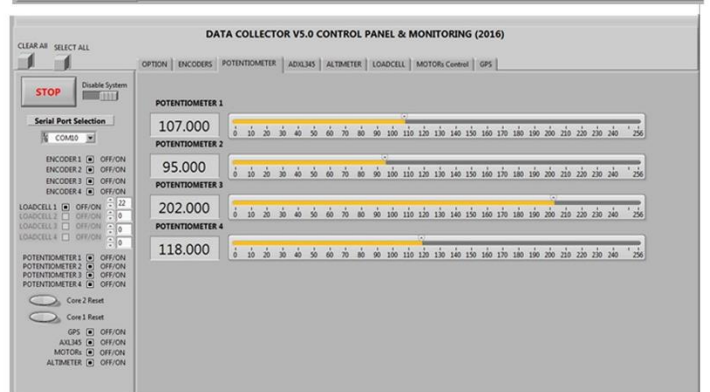 DATA COLLECTOR V5.0 CONTROL PANEL & MONITORING (2016)
CLEAR All SELECT ALL
OPTION ENCODERS POTENTIOMETER ADXL345 ALTIMETER LOADCELL MOTORs Control GPS
STOP
Disable System
Serial Port Selection
COM10
ENCODER 1 OFF/ON
ENCODER 2 OFF/ON
ENCODER 3 OFF/ON
ENCODER 4 OFF/ON
LOADCELL 1 OFF/ON 22
LOADCELL 2 OFF/ON 0
LOADCELL 3 OFF/ON 0
LOADCELL 4 OFF/ON 0
POTENTIOMETER 1 OFF/ON
POTENTIOMETER 2 OFF/ON
POTENTIOMETER 3 OFF/ON
POTENTIOMETER 4 OFF/ON
Core 2 Reset
Core 1 Reset
GPS OFF/ON
AXL345 OFF/ON
MOTORs OFF/ON
ALTIMETER OFF/ON
POTENTIOMETER 1
107.000
0 10 20 30 40 50 60 70 80 90 100 110 120 130 140 150 160 170 180 190 200 210 220 230 240 256
POTENTIOMETER 2
95.000
0 10 20 30 40 50 60 70 80 90 100 110 120 130 140 150 160 170 180 190 200 210 220 230 240 256
POTENTIOMETER 3
202.000
0 10 20 30 40 50 60 70 80 90 100 110 120 130 140 150 160 170 180 190 200 210 220 230 240 256
POTENTIOMETER 4
118.000
0 10 20 30 40 50 60 70 80 90 100 110 120 130 140 150 160 170 180 190 200 210 220 230 240 256